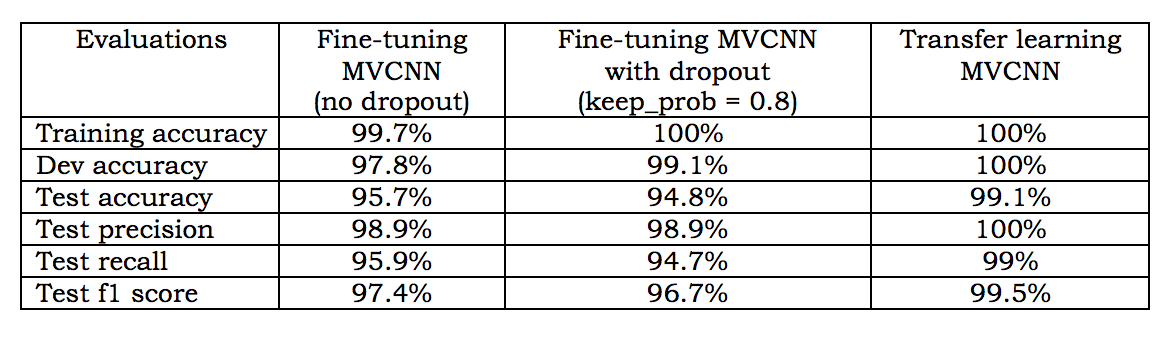 Evaluations Fine-tuning MVCNN (no dropout) Fine-tuning MVCNN with dropout (keep_prob = 0.8) Transfer learning MVCNN
Training accuracy 99.7% 100% 100%
Dev accuracy 97.8% 99.1% 100%
Test accuracy 95.7% 94.8% 99.1%
Test precision 98.9% 98.9% 100%
Test recall 95.9% 94.7% 99%
Test f1 score 97.4% 96.7% 99.5%